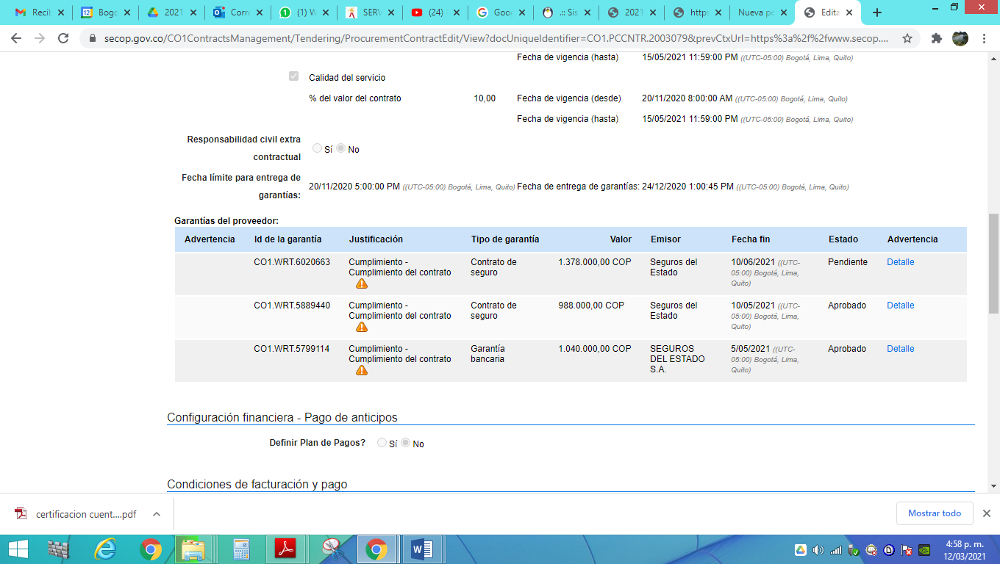 Recib
12 Bogo
2021
Corre
1 (1) W
SERV
(24)
Goog
.:: Sis
2021
https
Nueva pe
Edita
secop.gov.co/CO1ContractsManagement/Tendering/ProcurementContractEdit/View?docUniqueIdentifier=CO1.PCCNTR.2003079&prevCtxUrl=https%3a%2f%2fwww.secop....
Fecha de vigencia (hasta) 15/05/2021 11:59:00 PM ((UTC-05:00) Bogotá, Lima, Quito)
Calidad del servicio
% del valor del contrato 10,00 Fecha de vigencia (desde) 20/11/2020 8:00:00 AM ((UTC-05:00) Bogotá, Lima, Quito)
Fecha de vigencia (hasta) 15/05/2021 11:59:00 PM ((UTC-05:00) Bogotá, Lima, Quito)
Responsabilidad civil extra
contractual
Sí No
Fecha límite para entrega de
garantías:
20/11/2020 5:00:00 PM ((UTC-05:00) Bogotá, Lima, Quito) Fecha de entrega de garantías: 24/12/2020 1:00:45 PM ((UTC-05:00) Bogotá, Lima, Quito)
Garantías del proveedor:
Advertencia Id de la garantía Justificación Tipo de garantía Valor Emisor Fecha fin Estado Advertencia
CO1.WRT.6020663 Cumplimiento - Contrato de 1.378.000,00 COP Seguros del 10/06/2021 ((UTC- Pendiente Detalle
Cumplimiento del contrato seguro Estado 05:00) Bogotá, Lima,
Quito)
CO1.WRT.5889440 Cumplimiento - Contrato de 988.000,00 COP Seguros del 10/05/2021 ((UTC- Aprobado Detalle
Cumplimiento del contrato seguro Estado 05:00) Bogotá, Lima,
Quito)
CO1.WRT.5799114 Cumplimiento - Garantía 1.040.000,00 COP SEGUROS 5/05/2021 ((UTC- Aprobado Detalle
Cumplimiento del contrato bancaria DEL ESTADO 05:00) Bogotá, Lima,
S.A. Quito)
Configuración financiera - Pago de anticipos
Definir Plan de Pagos? Sí No
Condiciones de facturación y pago
certificacion cuent....pdf
Mostrar todo
4:58 p. m.
12/03/2021